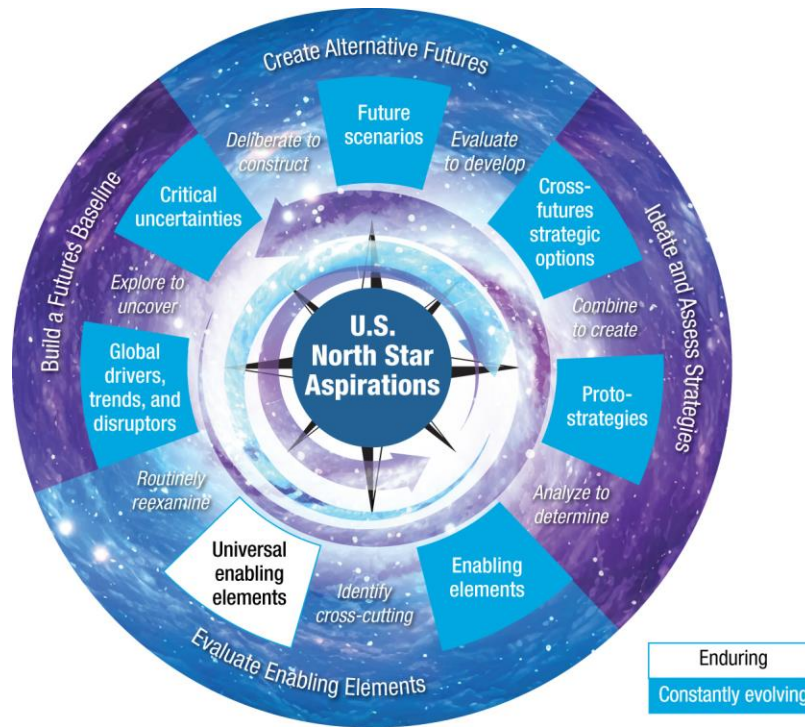 Create Alternative Futures
Future
scenarios
Deliberate to
construct
Evaluate
to develop
Critical
uncertainties
Cross-
futures
strategic
options
Build a Futures Baseline
Ideate and Assess Strategies
Explore to
uncover
Combine
to create
U.S.
North Star
Aspirations
Global
drivers,
trends, and
disruptors
Proto-
strategies
Routinely
reexamine
Analyze to
determine
Universal
enabling
elements
Identify
cross-cutting
Enabling
elements
Evaluate Enabling Elements
Enduring
Constantly evolving